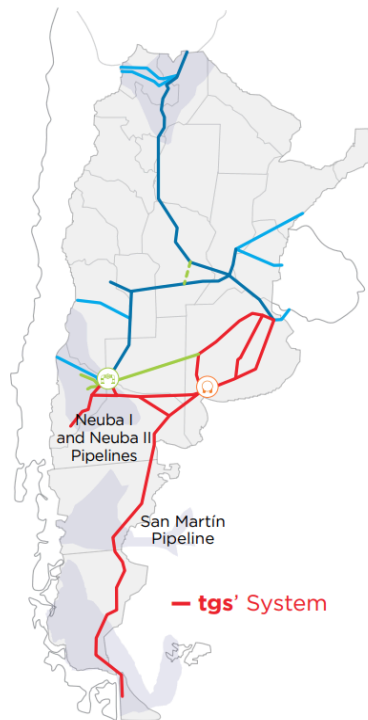 Neuba I
and Neuba II
Pipelines
San Martín
Pipeline
tgs' System